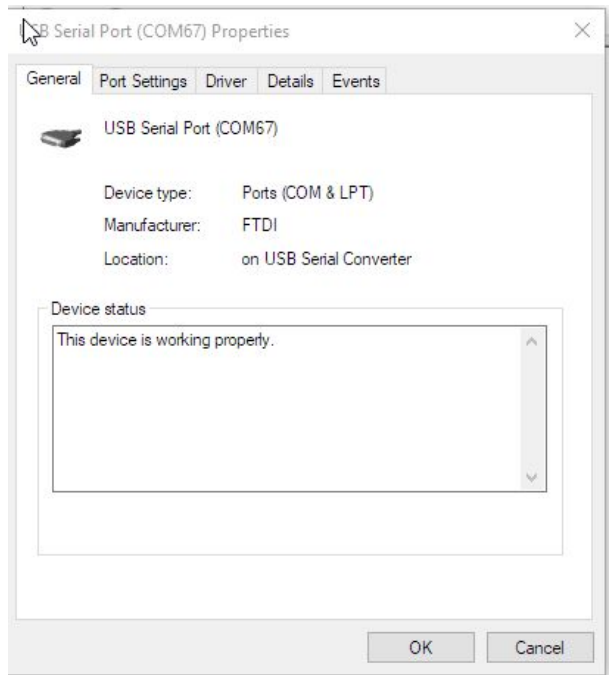 USB Serial Port (COM67) Properties
General Port Settings Driver Details Events
USB Serial Port (COM67)
Device type: Ports (COM & LPT)
Manufacturer: FTDI
Location: on USB Serial Converter
Device status
This device is working properly.
OK Cancel